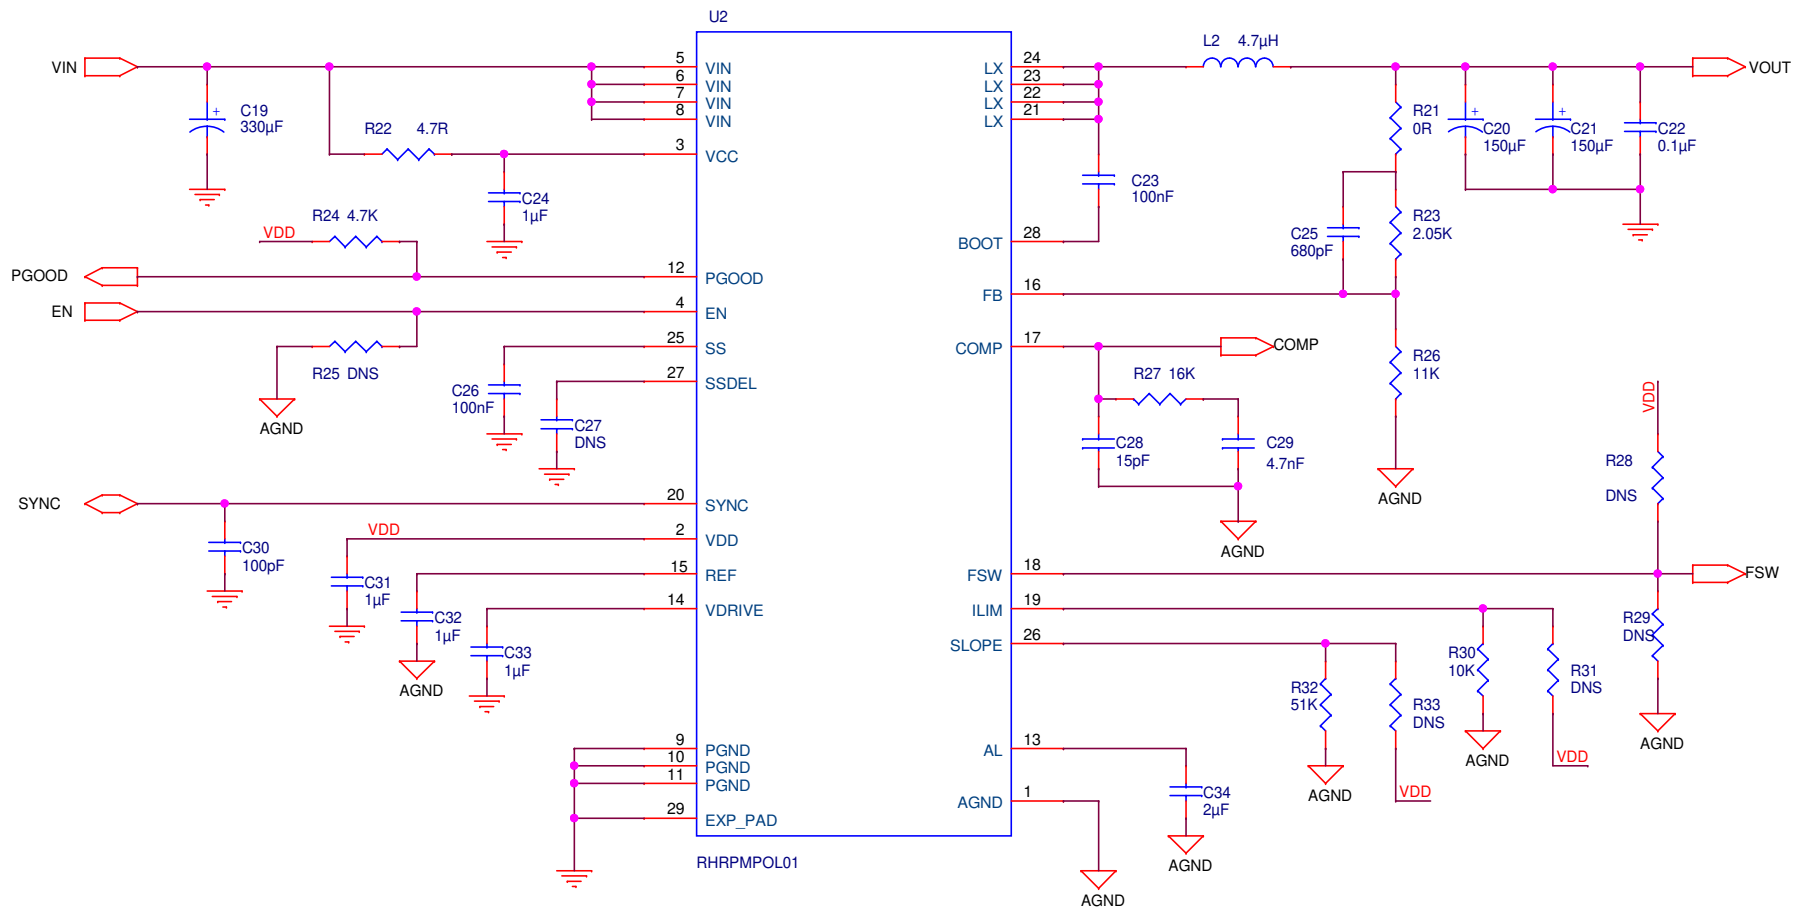 U2
L2 4.7µH
VIN
5
VIN
6
VIN
7
VIN
8
VIN
24
LX
23
LX
22
LX
21
LX
VOUT
C19
330µF
R22 4.7R
3
VCC
C24
1µF
R21
0R
C20
150µF
C21
150µF
C22
0.1µF
C23
100nF
R24 4.7K
VDD
28
BOOT
C25
680pF
R23
2.05K
PGOOD
12
PGOOD
16
FB
EN
4
EN
R25 DNS
AGND
25
SS
27
SSDEL
C26
100nF
C27
DNS
17
COMP
COMP
R27 16K
R26
11K
C28
15pF
C29
4.7nF
AGND
AGND
VDD
R28
DNS
SYNC
20
SYNC
C30
100pF
VDD
2
VDD
C31
1µF
15
REF
C32
1µF
AGND
14
VDRIVE
C33
1µF
18
FSW
FSW
19
ILIM
26
SLOPE
R29
DNS
AGND
R30
10K
AGND
R31
DNS
VDD
R32
51K
AGND
R33
DNS
VDD
9
PGND
10
PGND
11
PGND
29
EXP_PAD
13
AL
C34
2µF
AGND
1
AGND
AGND
RHRPMPOL01